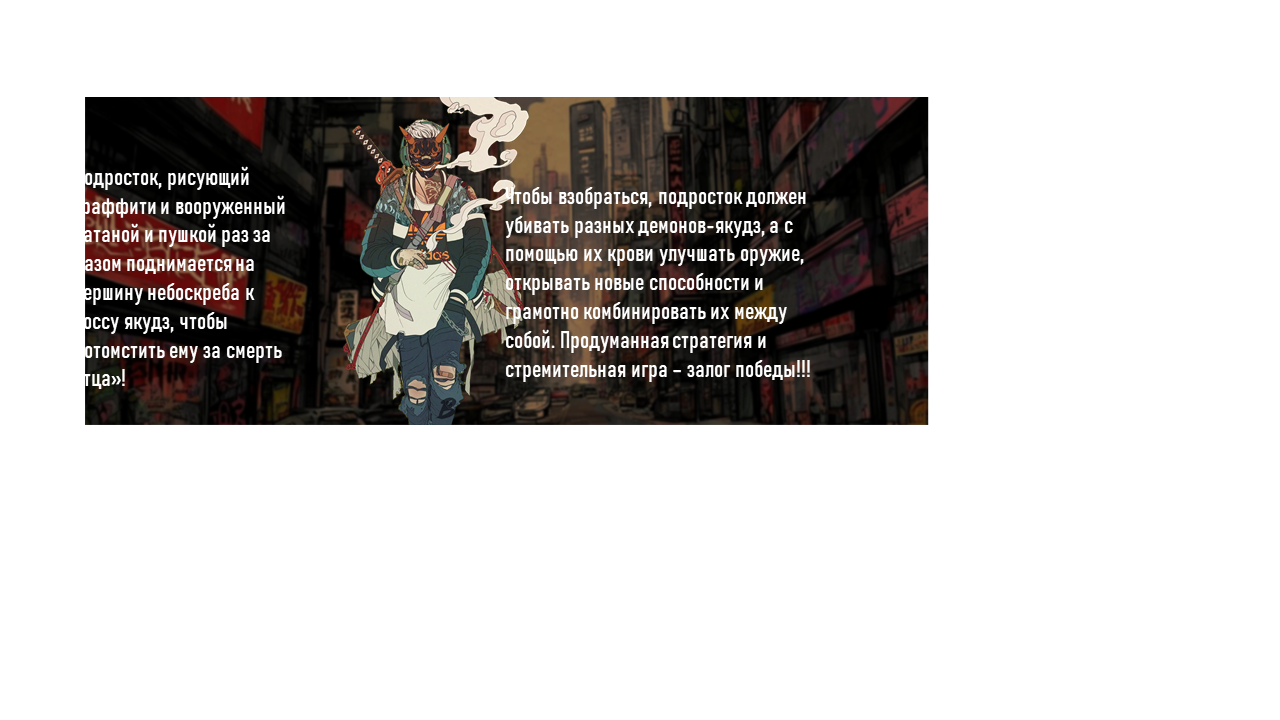 одросток, рисующий
раффити и вооруженный
атаной и пушкой раз за
азом поднимается на
ершину небоскреба к
оссу якудз, чтобы
отомстить ему за смерть
тца»!
Чтобы взобраться, подросток должен
убивать разных демонов-якудз, а с
помощью их крови улучшать оружие,
открывать новые способности и
грамотно комбинировать их между
собой. Продуманная стратегия и
стремительная игра – залог победы!!!